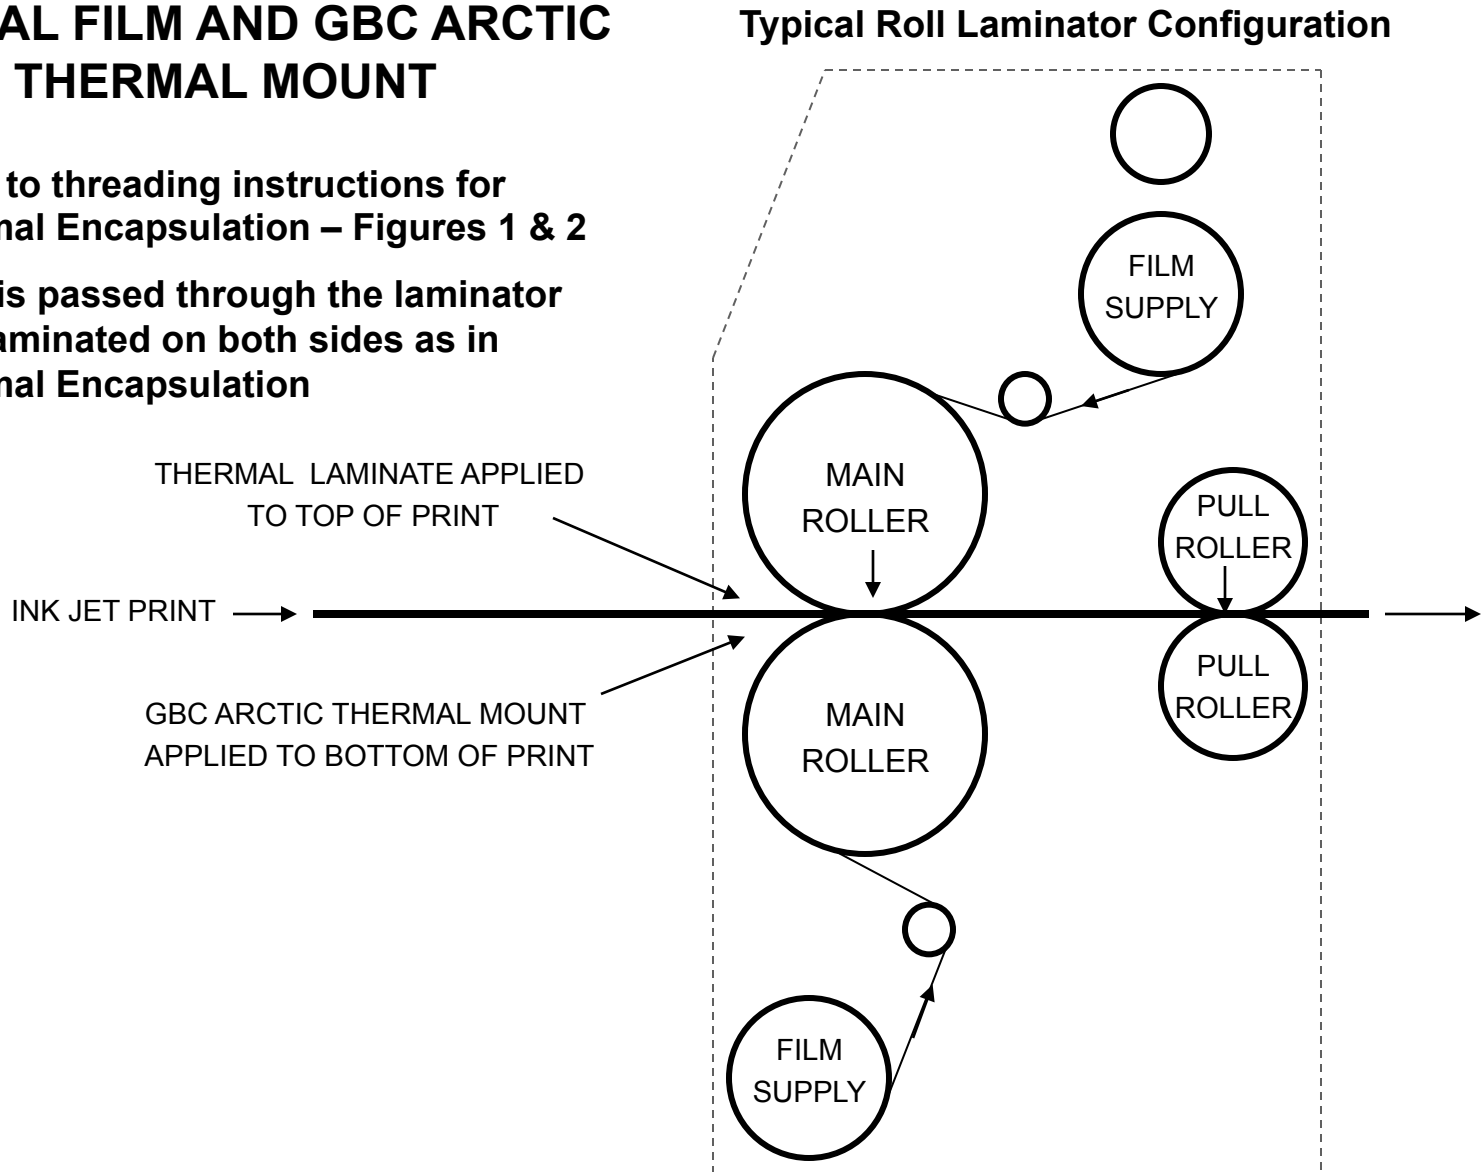 AL FILM AND GBC ARCTIC
THERMAL MOUNT
to threading instructions for
nal Encapsulation – Figures 1 & 2
is passed through the laminator
aminated on both sides as in
nal Encapsulation
Typical Roll Laminator Configuration
FILM
SUPPLY
MAIN
ROLLER
PULL
ROLLER
THERMAL LAMINATE APPLIED
TO TOP OF PRINT
INK JET PRINT
GBC ARCTIC THERMAL MOUNT
APPLIED TO BOTTOM OF PRINT
MAIN
ROLLER
PULL
ROLLER
FILM
SUPPLY